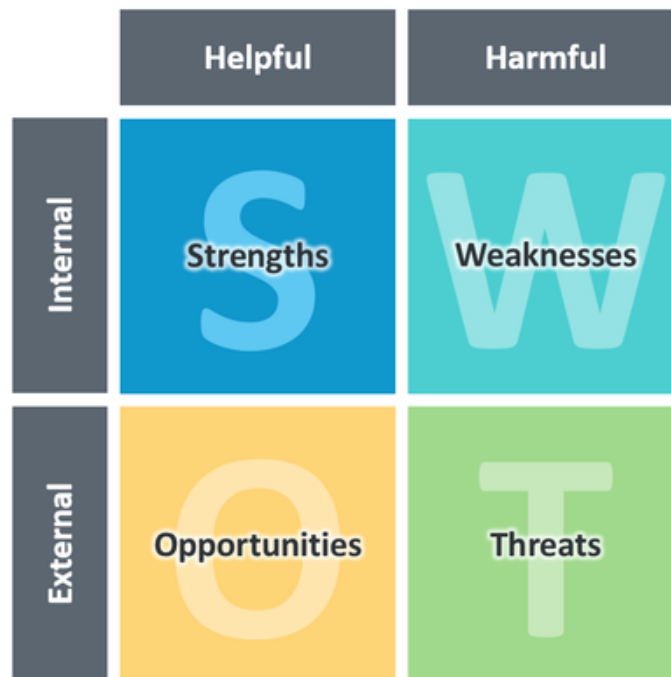 Helpful
Harmful
Internal
S
Strengths
W
Weaknesses
External
O
Opportunities
T
Threats